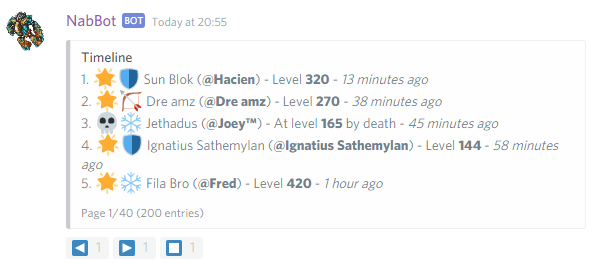 NabBot BOT Today at 20:55
Timeline
1. 🌟🛡️ Sun Blok (@Hacien) - Level 320 - 13 minutes ago
2. 🌟🏹 Dre amz (@Dre amz) - Level 270 - 38 minutes ago
3. 💀❄️ Jethadus (@Joey™) - At level 165 by death - 45 minutes ago
4. 🌟🛡️ Ignatius Sathemylan (@Ignatius Sathemylan) - Level 144 - 58 minutes
ago
5. 🌟❄️ Fila Bro (@Fred) - Level 420 - 1 hour ago
Page 1/40 (200 entries)
◀ 1 ▶ 1 ⏹ 1